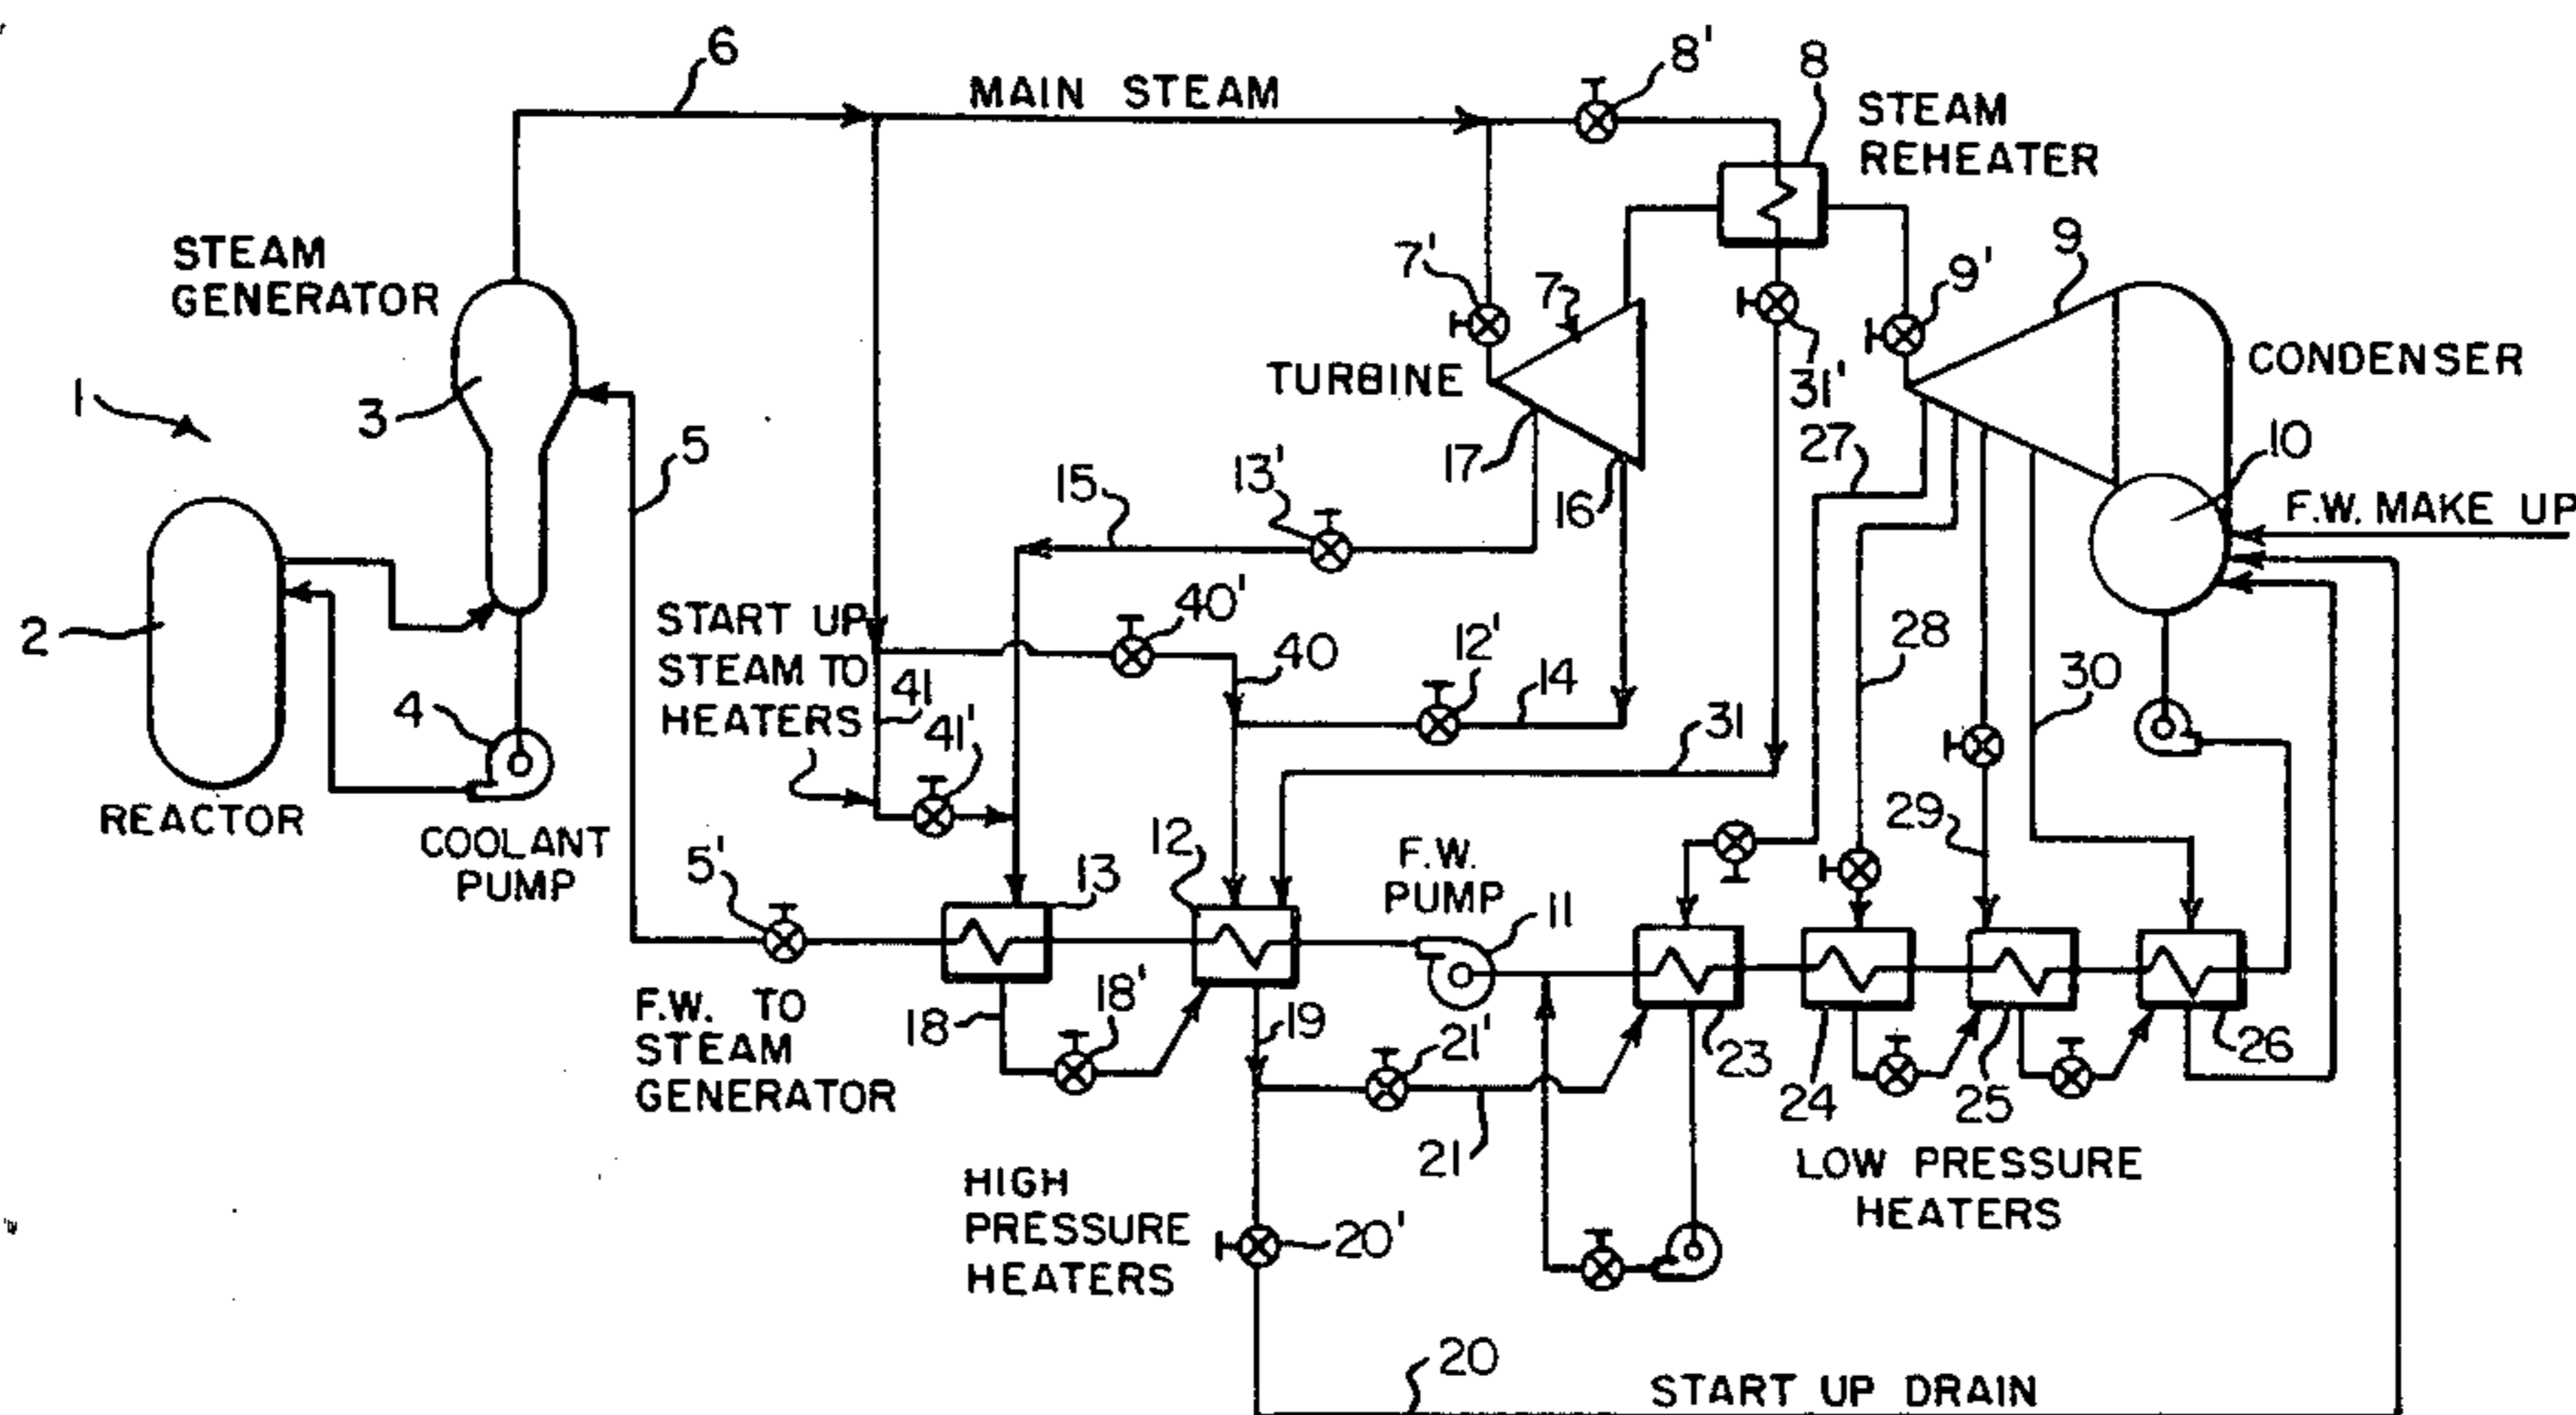 6
MAIN STEAM
8'
8
STEAM
REHEATER
STEAM
GENERATOR
7'
7
9'
9
CONDENSER
TURBINE
31'
1
3
5
17
16
27
10
F.W. MAKE UP
15
13'
2
START UP
STEAM TO
HEATERS
40'
40
12'
14
28
30
41
41'
31
4
REACTOR
COOLANT
PUMP
5'
13
12
F.W.
PUMP
11
29
F.W. TO
STEAM
GENERATOR
18
18'
19
21'
21
23
24
25
26
HIGH
PRESSURE
HEATERS
LOW PRESSURE
HEATERS
20'
20
START UP DRAIN